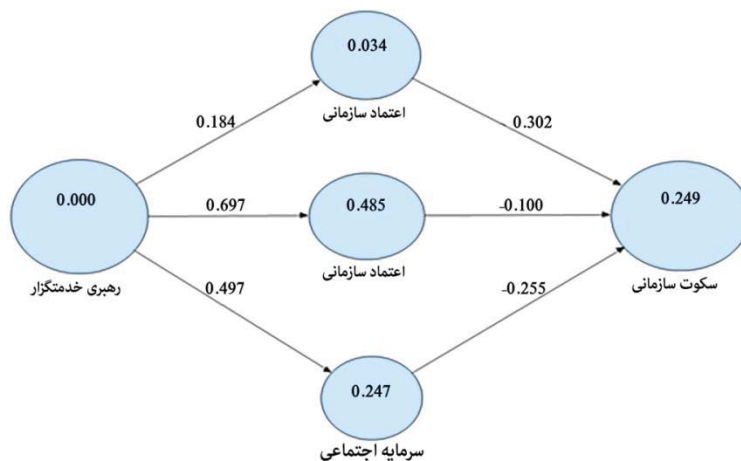 0.034
اعتماد سازمانی
0.184
0.302
0.000
رهبری خدمتگزار
0.697
0.485
اعتماد سازمانی
-0.100
0.249
سکوت سازمانی
0.497
-0.255
0.247
سرمایه اجتماعی